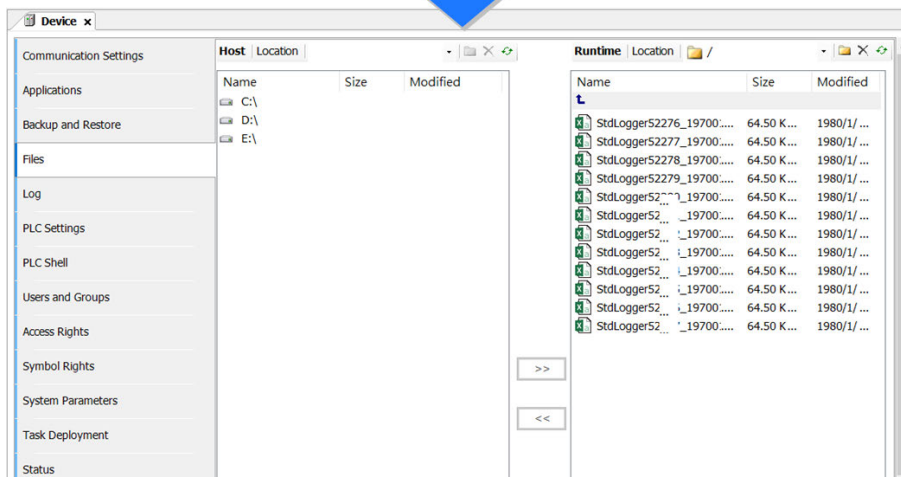 Device x
Communication Settings
Applications
Backup and Restore
Files
Log
PLC Settings
PLC Shell
Users and Groups
Access Rights
Symbol Rights
System Parameters
Task Deployment
Status
Host Location
Name Size Modified
C:\
D:\
E:\
>>
<<
Runtime Location /
Name Size Modified
StdLogger52276_19700.... 64.50 K... 1980/1/ ...
StdLogger52277_19700.... 64.50 K... 1980/1/ ...
StdLogger52278_19700.... 64.50 K... 1980/1/ ...
StdLogger52279_19700.... 64.50 K... 1980/1/ ...
64.50 K... 1980/1/ ...
64.50 K... 1980/1/ ...
64.50 K... 1980/1/ ...
64.50 K... 1980/1/ ...
64.50 K... 1980/1/ ...
64.50 K... 1980/1/ ...
64.50 K... 1980/1/ ...
64.50 K... 1980/1/ ...